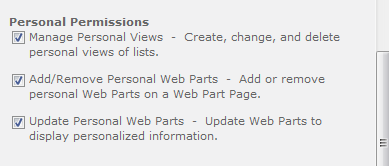 Personal Permissions
Manage Personal Views  -  Create, change, and delete
personal views of lists.
Add/Remove Personal Web Parts  -  Add or remove
personal Web Parts on a Web Part Page.
Update Personal Web Parts  -  Update Web Parts to
display personalized information.